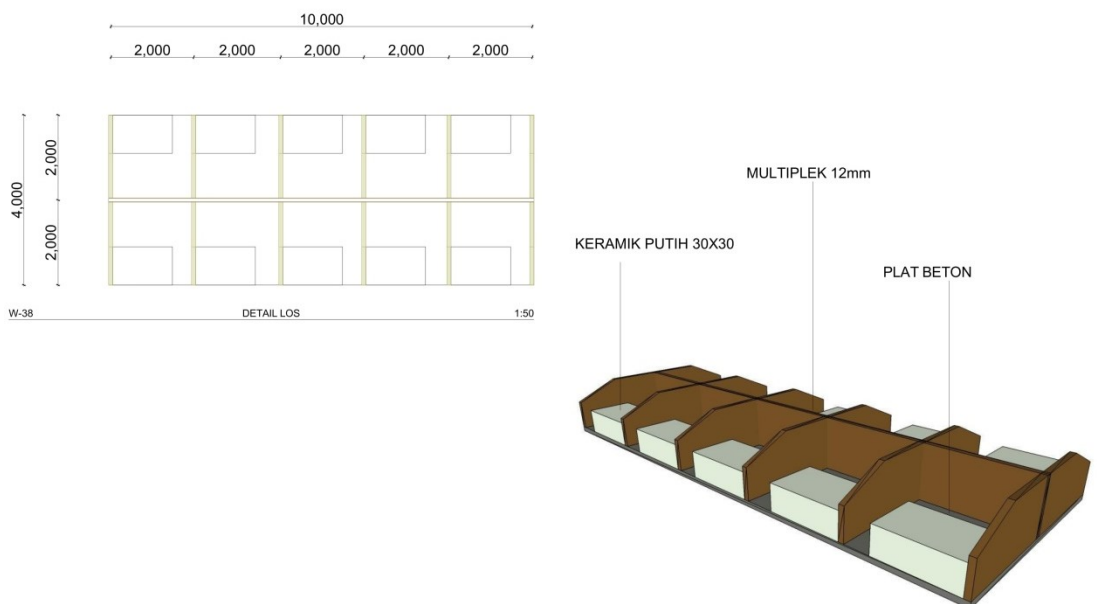 10,000
2,000 2,000 2,000 2,000 2,000
4,000
2,000
2,000
W-38 DETAIL LOS 1:50
MULTIPLEK 12mm
KERAMIK PUTIH 30X30
PLAT BETON